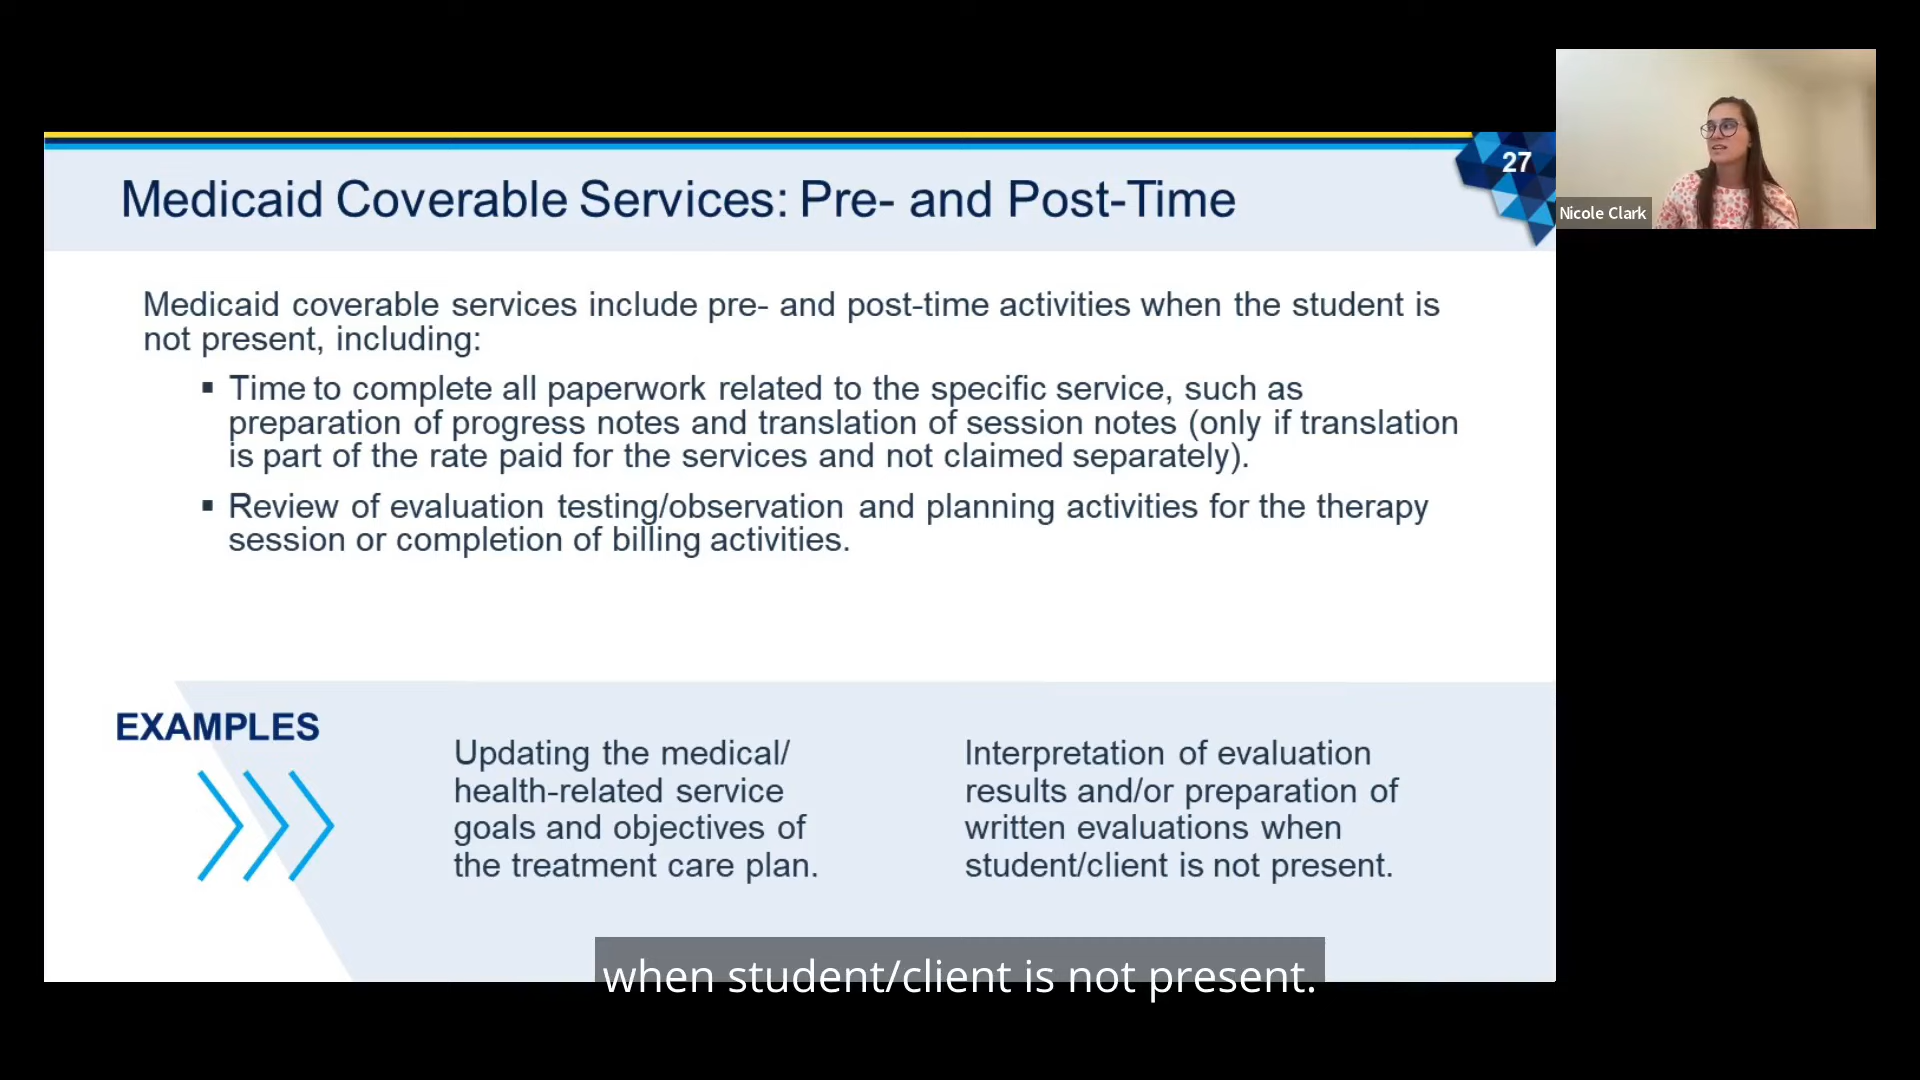 27
Medicaid Coverable Services: Pre- and Post-Time
Nicole Clark
Medicaid coverable services include pre- and post-time activities when the student is
not present, including:
▪ Time to complete all paperwork related to the specific service, such as
preparation of progress notes and translation of session notes (only if translation
is part of the rate paid for the services and not claimed separately).
▪ Review of evaluation testing/observation and planning activities for the therapy
session or completion of billing activities.
EXAMPLES
Updating the medical/
health-related service
goals and objectives of
the treatment care plan.
Interpretation of evaluation
results and/or preparation of
written evaluations when
student/client is not present.
when student/client is not present.